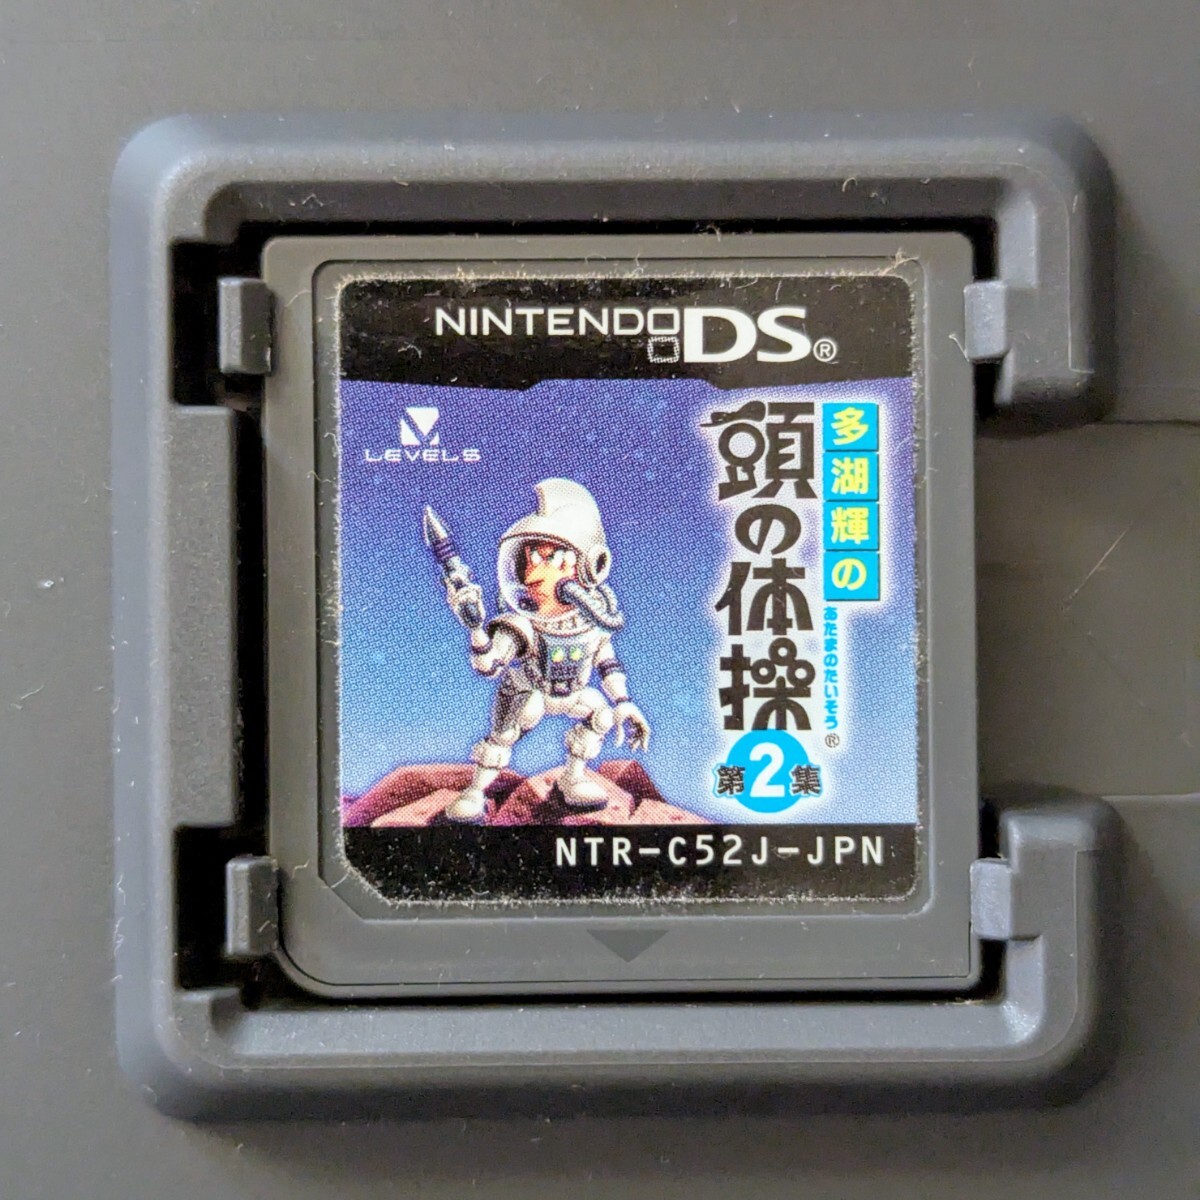 NINTENDO DS®
LEVEL5
多湖輝の
頭の体操
あたまのたいそう®
第2集
NTR-C52J-JPN